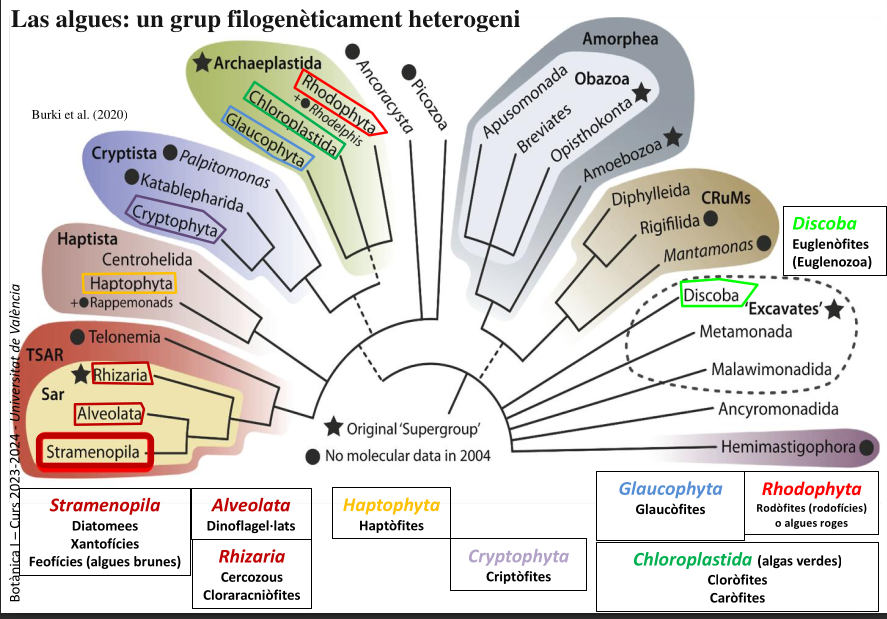 Las algues: un grup filogenèticament heterogeni
Burki et al. (2020)
Archaeplastida
Rhodophyta
+ Rhodelphis
Chloroplastida
Glaucophyta
Ancoracysta
Picozoa
Cryptista
Palpitomonas
Katablepharida
Cryptophyta
Haptista
Centrohelida
Haptophyta
+ Rappemonads
TSAR
Telonemia
Sar
Rhizaria
Alveolata
Stramenopila
Amorphea
Obazoa
Apusomonada
Breviates
Opisthokonta
Amoebozoa
CRuMs
Diphylleida
Rigifilida
Mantamonas
Discoba
'Excavates'
Metamonada
Malawimonadida
Ancyromonadida
Hemimastigophora
Original 'Supergroup'
No molecular data in 2004
Discoba
Euglenòfites
(Euglenozoa)
Stramenopila
Diatomees
Xantofícies
Feofícies (algues brunes)
Alveolata
Dinoflagel·lats
Rhizaria
Cercozous
Cloraracniòfites
Haptophyta
Haptòfites
Cryptophyta
Criptòfites
Glaucophyta
Glaucòfites
Rhodophyta
Rodòfites (rodofícies)
o algues roges
Chloroplastida (algas verdes)
Cloròfites
Caròfites
Botànica I – Curs 2023-2024 - Universitat de València